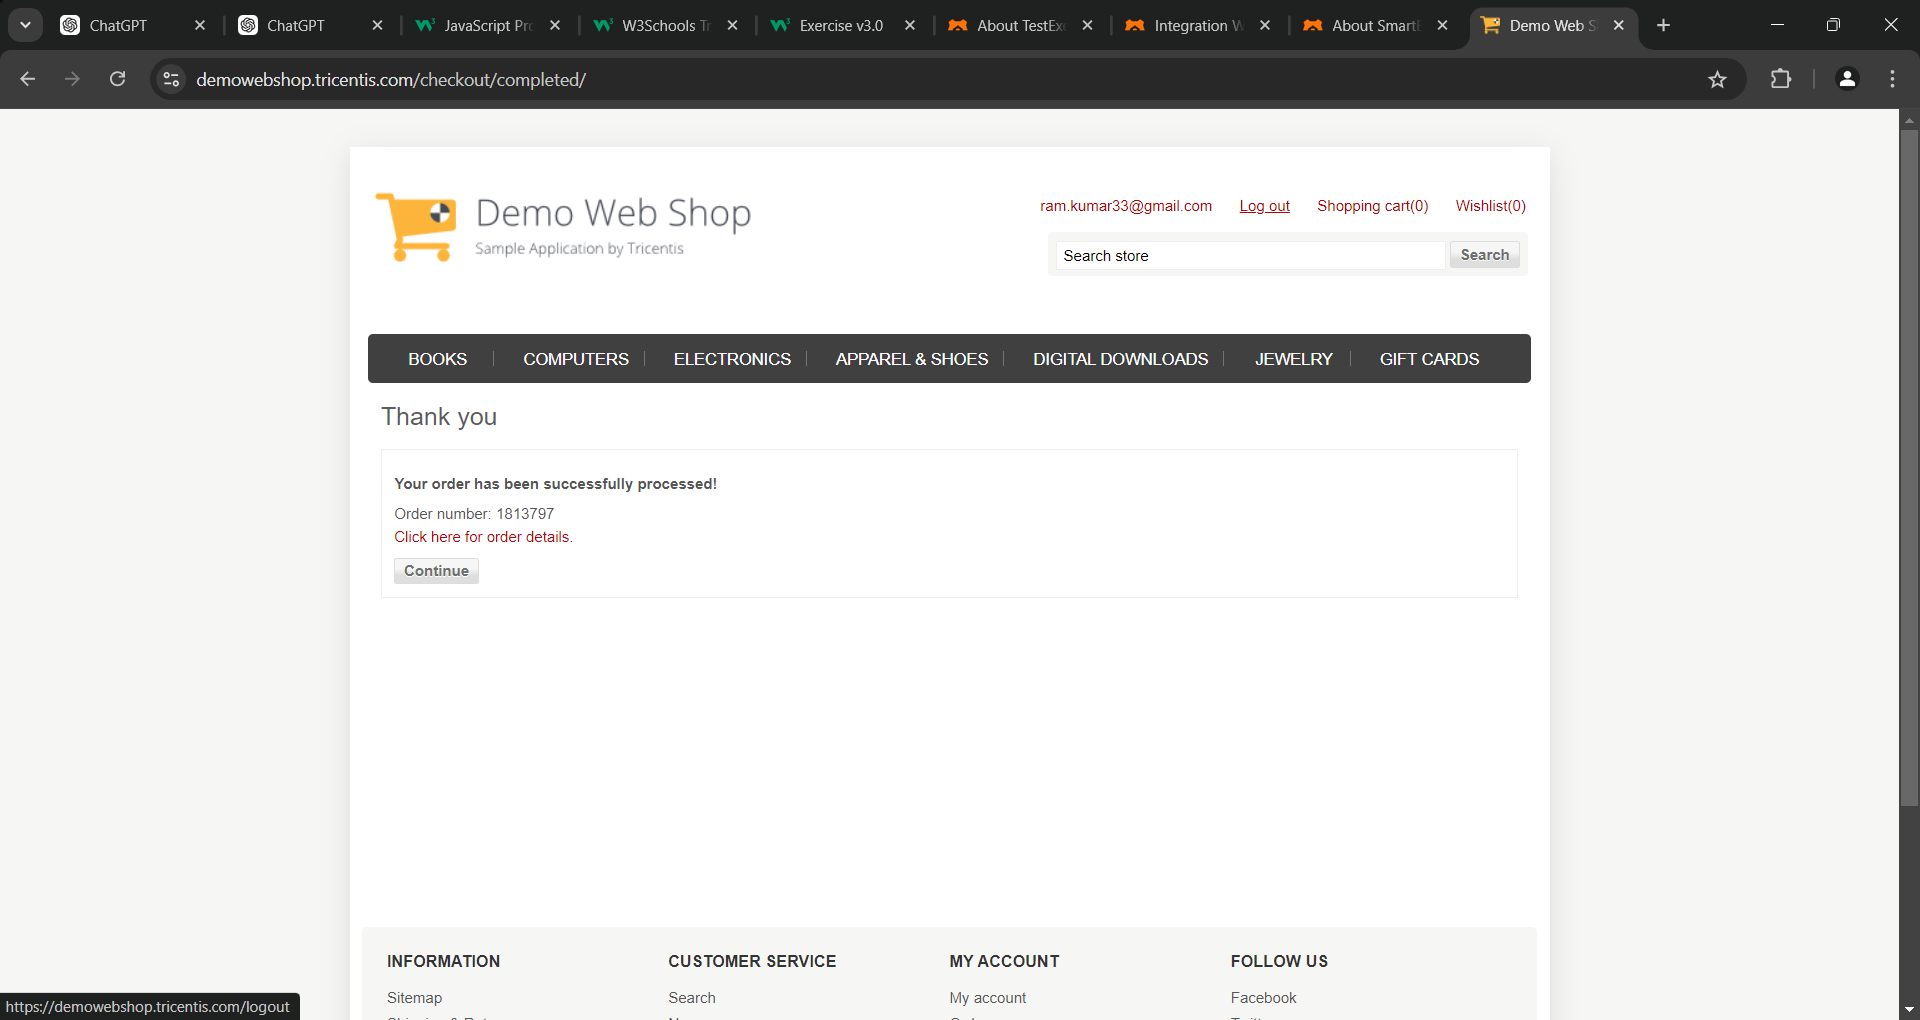 ChatGPT
ChatGPT
JavaScript Pr
W3Schools Tr
Exercise v3.0
About TestEx
Integration
About Smart
Demo Web S
demowebshop.tricentis.com/checkout/completed/
Demo Web Shop
Sample Application by Tricentis
ram.kumar33@gmail.com Log out Shopping cart(0) Wishlist(0)
Search store Search
BOOKS COMPUTERS ELECTRONICS APPAREL & SHOES DIGITAL DOWNLOADS JEWELRY GIFT CARDS
Thank you
Your order has been successfully processed!
Order number: 1813797
Click here for order details.
Continue
INFORMATION
Sitemap
CUSTOMER SERVICE
Search
MY ACCOUNT
My account
FOLLOW US
Facebook
https://demowebshop.tricentis.com/logout